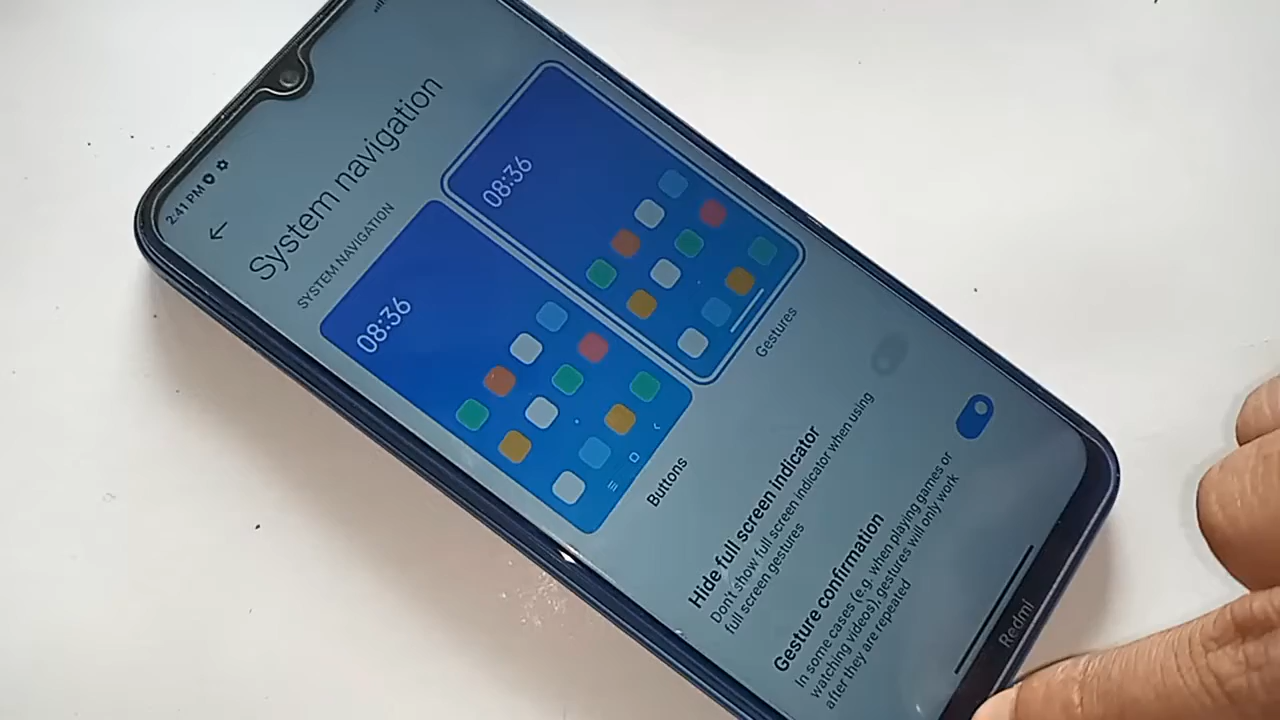 2:41 PM
System navigation
SYSTEM NAVIGATION
08:36
08:36
Buttons
Gestures
Hide full screen indicator
Don't show full screen indicator when using
full screen gestures
Gesture confirmation
In some cases (e.g. when playing games or
watching videos), gestures will only work
after they are repeated
Redmi